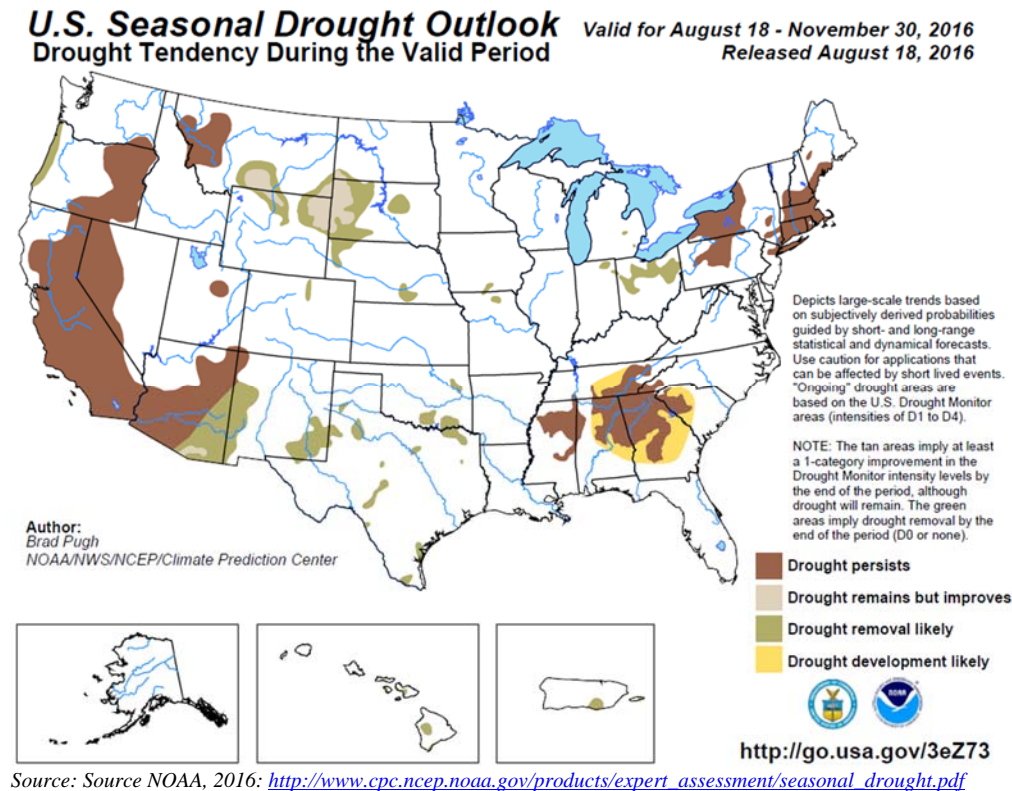 U.S. Seasonal Drought Outlook
Drought Tendency During the Valid Period
Valid for August 18 - November 30, 2016
Released August 18, 2016
Depicts large-scale trends based
on subjectively derived probabilities
guided by short- and long-range
statistical and dynamical forecasts.
Use caution for applications that
can be affected by short lived events.
"Ongoing" drought areas are
based on the U.S. Drought Monitor
areas (intensities of D1 to D4).
NOTE: The tan areas imply at least
a 1-category improvement in the
Drought Monitor intensity levels by
the end of the period, although
drought will remain. The green
areas imply drought removal by the
end of the period (D0 or none).
Author:
Brad Pugh
NOAA/NWS/NCEP/Climate Prediction Center
Drought persists
Drought remains but improves
Drought removal likely
Drought development likely
NOAA
http://go.usa.gov/3eZ73
Source: Source NOAA, 2016: http://www.cpc.ncep.noaa.gov/products/expert_assessment/seasonal_drought.pdf